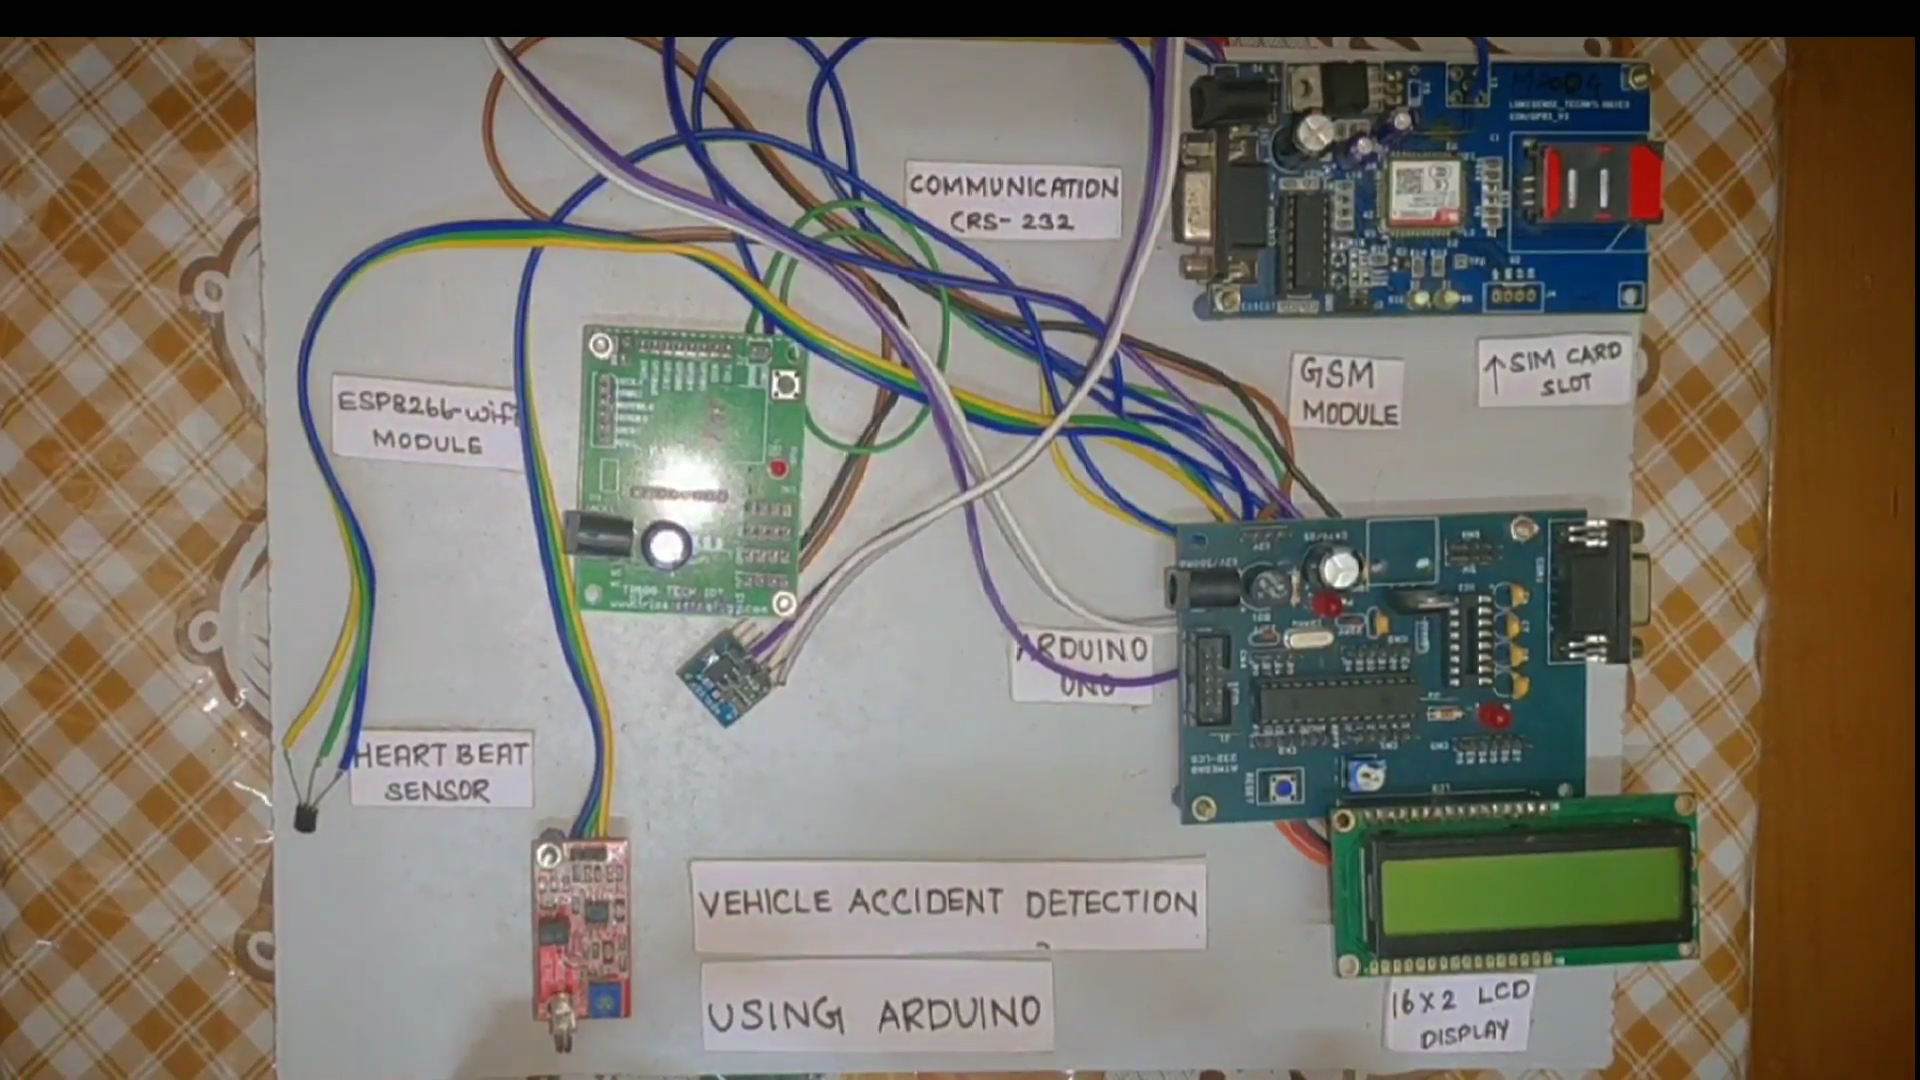 COMMUNICATION
CRS-232
GSM
MODULE
↑ SIM CARD
SLOT
ESP8266-wifi
MODULE
ARDUINO
UNO
HEART BEAT
SENSOR
VEHICLE ACCIDENT DETECTION
USING ARDUINO
16X2 LCD
DISPLAY
RESET